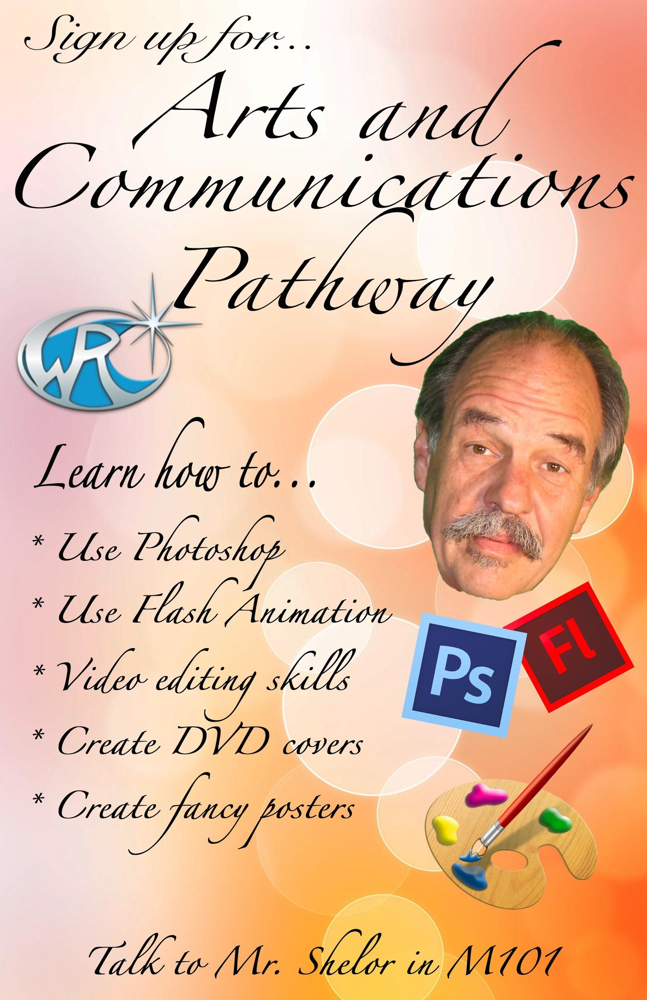 Sign up for...
Arts and
Communications
Pathway
WR
Learn how to...
* Use Photoshop
* Use Flash Animation
* Video editing skills
* Create DVD covers
* Create fancy posters
Ps
Fl
Talk to Mr. Shelor in M101